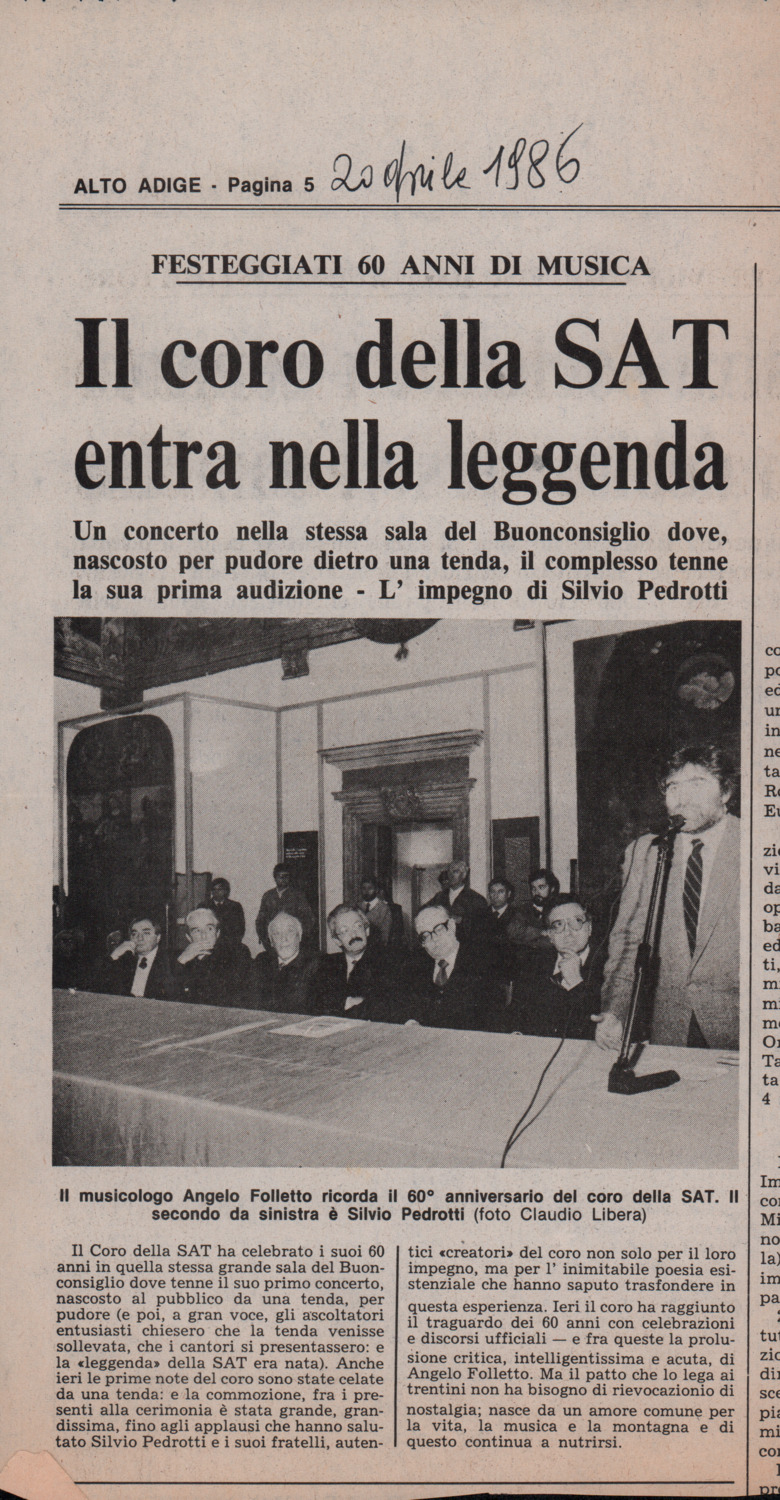 ALTO ADIGE - Pagina 5 20 aprile 1986
FESTEGGIATI 60 ANNI DI MUSICA
Il coro della SAT
entra nella leggenda
Un concerto nella stessa sala del Buonconsiglio dove,
nascosto per pudore dietro una tenda, il complesso tenne
la sua prima audizione - L' impegno di Silvio Pedrotti
Il musicologo Angelo Folletto ricorda il 60° anniversario del coro della SAT. Il
secondo da sinistra è Silvio Pedrotti (foto Claudio Libera)
Il Coro della SAT ha celebrato i suoi 60
anni in quella stessa grande sala del Buon-
consiglio dove tenne il suo primo concerto,
nascosto al pubblico da una tenda, per
pudore (e poi, a gran voce, gli ascoltatori
entusiasti chiesero che la tenda venisse
sollevata, che i cantori si presentassero: e
la «leggenda» della SAT era nata). Anche
ieri le prime note del coro sono state celate
da una tenda: e la commozione, fra i pre-
senti alla cerimonia è stata grande, gran-
dissima, fino agli applausi che hanno salu-
tato Silvio Pedrotti e i suoi fratelli, auten-
tici «creatori» del coro non solo per il loro
impegno, ma per l' inimitabile poesia esi-
stenziale che hanno saputo trasfondere in
questa esperienza. Ieri il coro ha raggiunto
il traguardo dei 60 anni con celebrazioni
e discorsi ufficiali — e fra queste la prolu-
sione critica, intelligentissima e acuta, di
Angelo Folletto. Ma il patto che lo lega ai
trentini non ha bisogno di rievocazionio di
nostalgia; nasce da un amore comune per
la vita, la musica e la montagna e di
questo continua a nutrirsi.